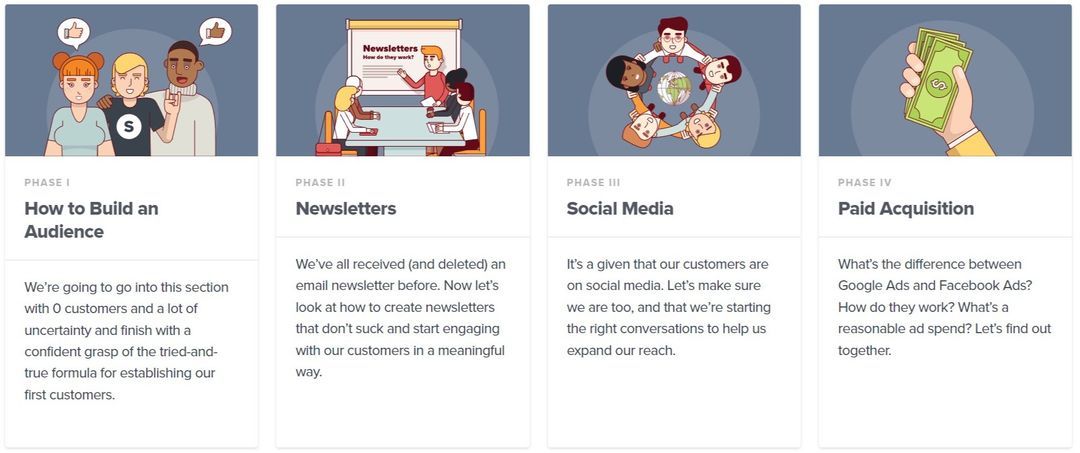 S
PHASE I
How to Build an
Audience
We’re going to go into this section
with 0 customers and a lot of
uncertainty and finish with a
confident grasp of the tried-and-
true formula for establishing our
first customers.
Newsletters
How do they work?
PHASE II
Newsletters
We’ve all received (and deleted) an
email newsletter before. Now let’s
look at how to create newsletters
that don’t suck and start engaging
with our customers in a meaningful
way.
PHASE III
Social Media
It’s a given that our customers are
on social media. Let’s make sure
we are too, and that we’re starting
the right conversations to help us
expand our reach.
$
PHASE IV
Paid Acquisition
What’s the difference between
Google Ads and Facebook Ads?
How do they work? What’s a
reasonable ad spend? Let’s find out
together.